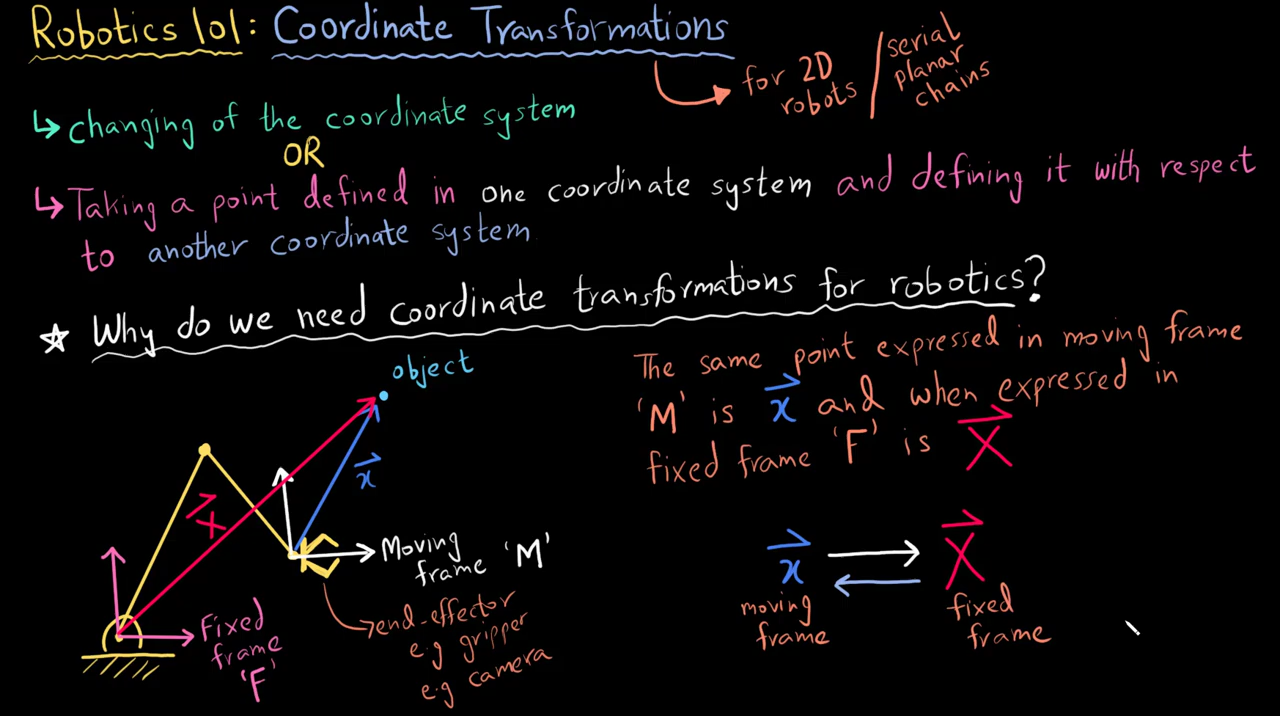 Robotics 101: Coordinate Transformations
for 2D robots / serial planar chains
↳ changing of the coordinate system
OR
↳ Taking a point defined in one coordinate system and defining it with respect
to another coordinate system
☆ Why do we need coordinate transformations for robotics?
object
The same point expressed in moving frame
'M' is x⃗ and when expressed in
fixed frame 'F' is X⃗
x⃗
X⃗
Moving
frame 'M'
Fixed
frame
'F'
end-effector
e.g gripper
e.g camera
x⃗ ⇄ X⃗
moving
frame
fixed
frame